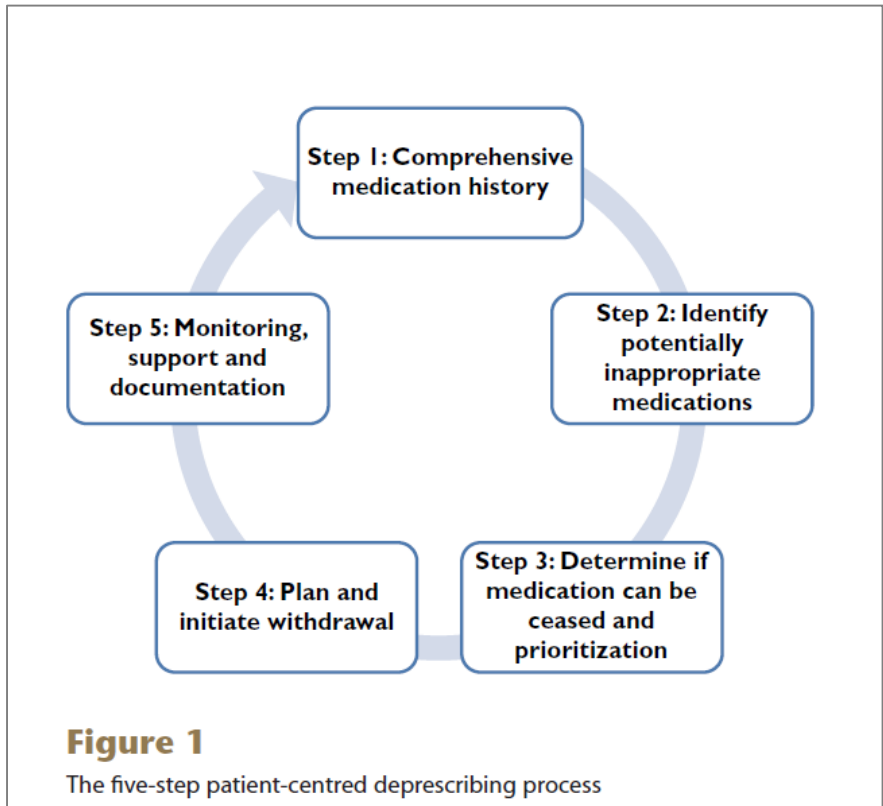 Step 1: Comprehensive
medication history
Step 2: Identify
potentially
inappropriate
medications
Step 3: Determine if
medication can be
ceased and
prioritization
Step 4: Plan and
initiate withdrawal
Step 5: Monitoring,
support and
documentation
Figure 1
The five-step patient-centred deprescribing process